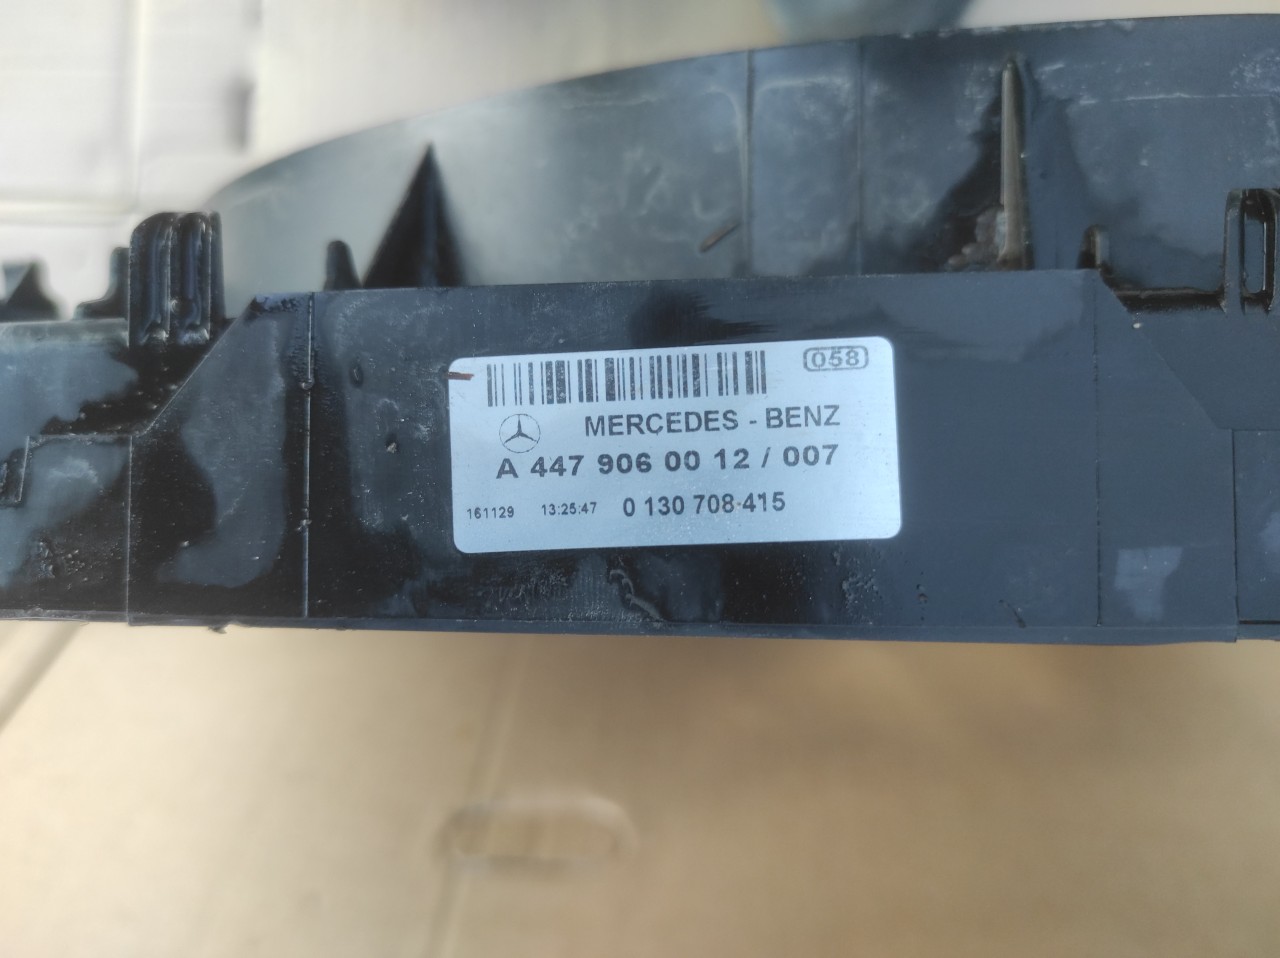 058
MERCEDES - BENZ
A 447 906 00 12 / 007
161129 13:25:47 0 130 708 415